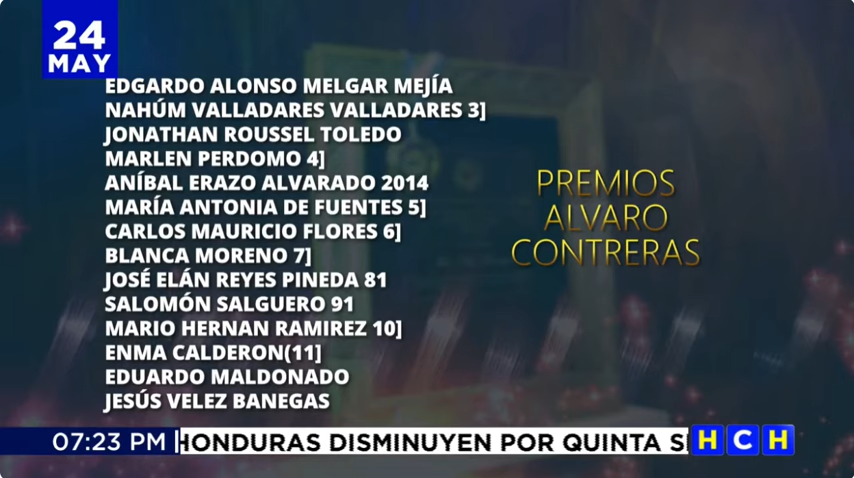 24
MAY
EDGARDO ALONSO MELGAR MEJÍA
NAHÚM VALLADARES VALLADARES 3]
JONATHAN ROUSSEL TOLEDO
MARLEN PERDOMO 4]
ANÍBAL ERAZO ALVARADO 2014
MARÍA ANTONIA DE FUENTES 5]
CARLOS MAURICIO FLORES 6]
BLANCA MORENO 7]
JOSÉ ELÁN REYES PINEDA 81
SALOMÓN SALGUERO 91
MARIO HERNAN RAMIREZ 10]
ENMA CALDERON(11]
EDUARDO MALDONADO
JESÚS VELEZ BANEGAS
PREMIOS
ALVARO
CONTRERAS
07:23 PM HONDURAS DISMINUYEN POR QUINTA HCH